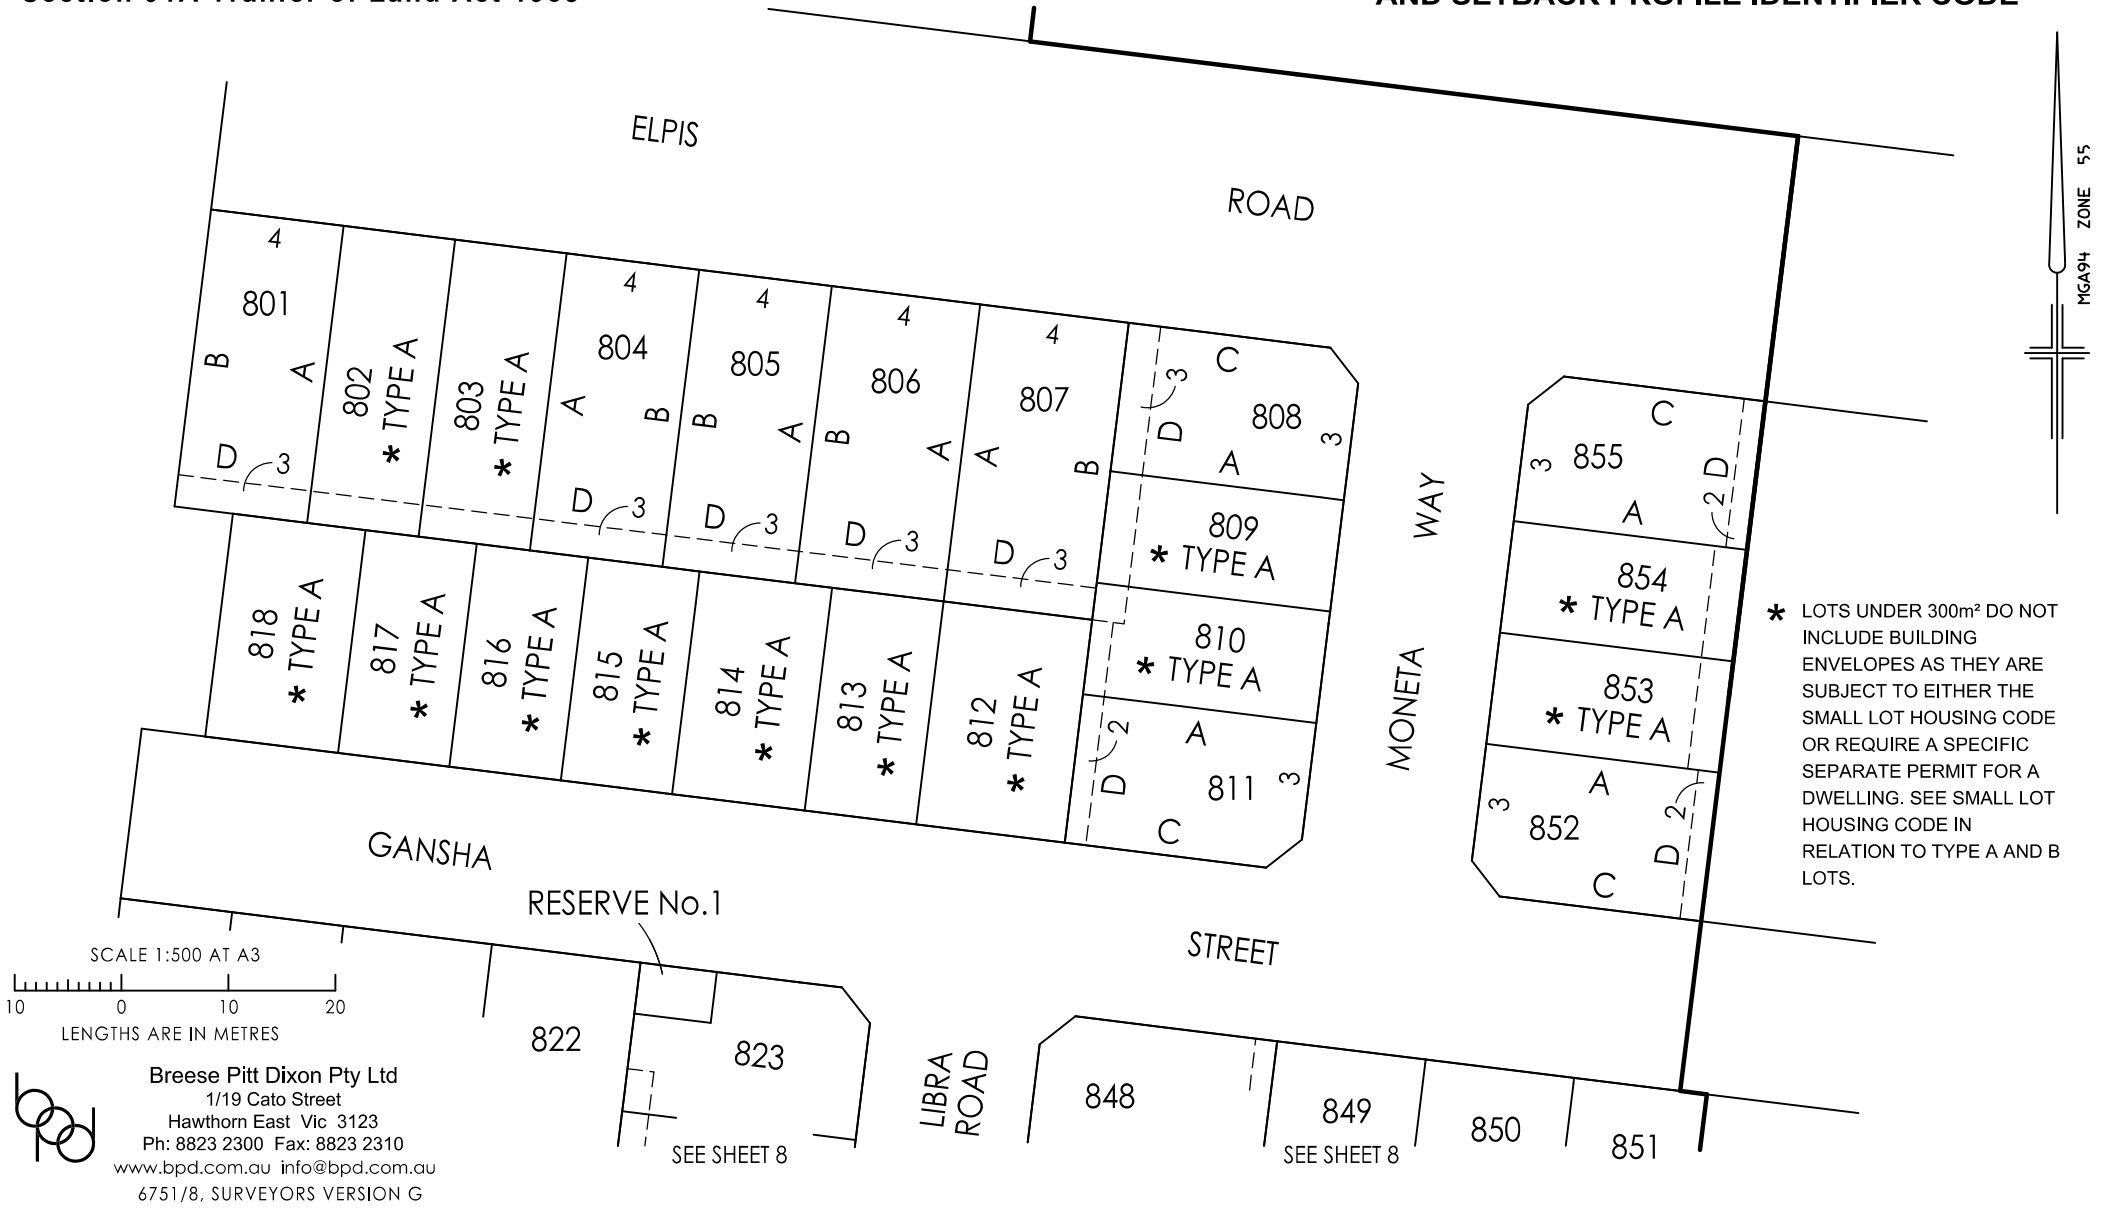 ELPIS
ROAD
MGA94 ZONE 55
4
801
B
A
D
3
802
* TYPE A
803
* TYPE A
4
804
A
B
D
3
4
805
B
A
D
3
4
806
B
A
D
3
4
807
A
B
D
3
C
3
D
808
3
A
809
* TYPE A
810
* TYPE A
A
2
D
811
3
C
MONETA WAY
C
3
855
D
2
A
854
* TYPE A
853
* TYPE A
A
3
852
2
D
C
* LOTS UNDER 300m² DO NOT
INCLUDE BUILDING
ENVELOPES AS THEY ARE
SUBJECT TO EITHER THE
SMALL LOT HOUSING CODE
OR REQUIRE A SPECIFIC
SEPARATE PERMIT FOR A
DWELLING. SEE SMALL LOT
HOUSING CODE IN
RELATION TO TYPE A AND B
LOTS.
818
* TYPE A
817
* TYPE A
816
* TYPE A
815
* TYPE A
814
* TYPE A
813
* TYPE A
812
* TYPE A
GANSHA
STREET
RESERVE No.1
822
823
SEE SHEET 8
LIBRA
ROAD
848
849
SEE SHEET 8
850
851
SCALE 1:500 AT A3
10 0 10 20
LENGTHS ARE IN METRES
bpd
Breese Pitt Dixon Pty Ltd
1/19 Cato Street
Hawthorn East Vic 3123
Ph: 8823 2300 Fax: 8823 2310
www.bpd.com.au info@bpd.com.au
6751/8, SURVEYORS VERSION G